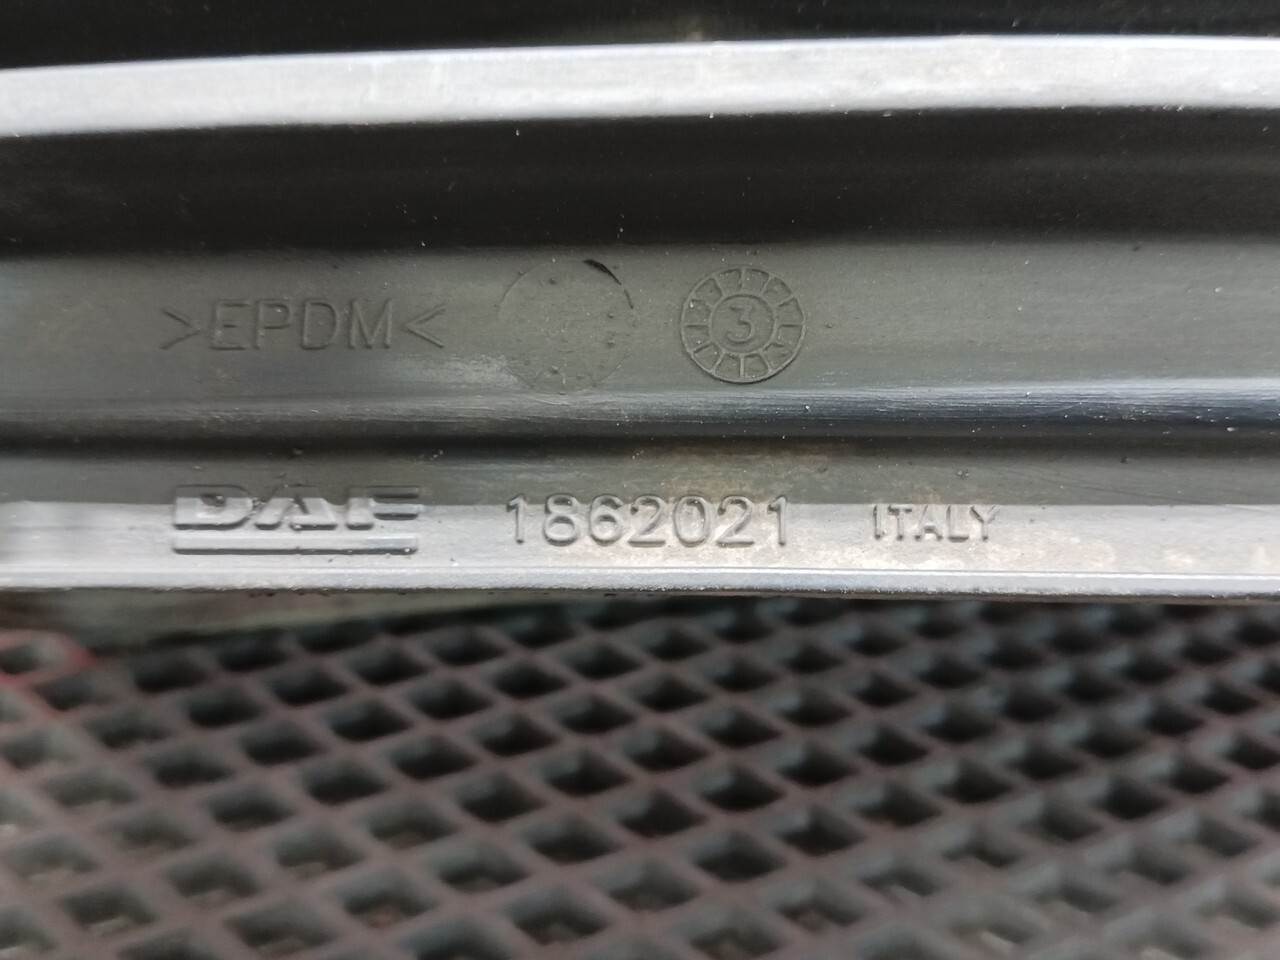 >EPDM< 3
DAF 1862021 ITALY